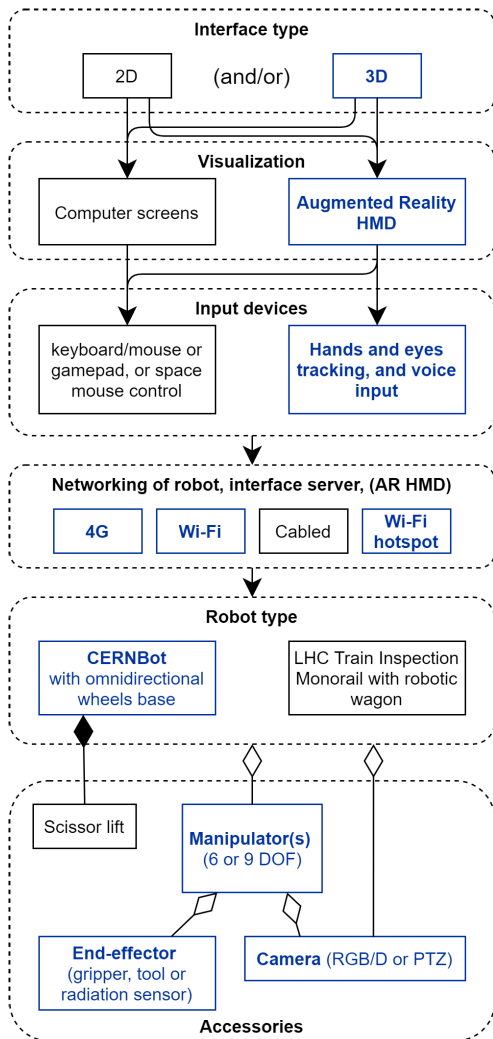 Interface type
2D
(and/or)
3D
Visualization
Computer screens
Augmented Reality
HMD
Input devices
keyboard/mouse or
gamepad, or space
mouse control
Hands and eyes
tracking, and voice
input
Networking of robot, interface server, (AR HMD)
4G
Wi-Fi
Cabled
Wi-Fi
hotspot
Robot type
CERNBot
with omnidirectional
wheels base
LHC Train Inspection
Monorail with robotic
wagon
Scissor lift
Manipulator(s)
(6 or 9 DOF)
End-effector
(gripper, tool or
radiation sensor)
Camera (RGB/D or PTZ)
Accessories